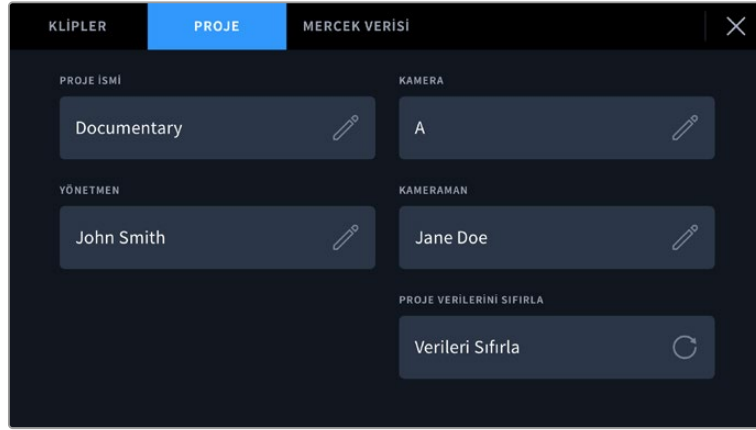 KLİPLER
PROJE
MERCEK VERİSİ
PROJE İSMİ
KAMERA
Documentary
A
YÖNETMEN
KAMERAMAN
John Smith
Jane Doe
PROJE VERİLERİNİ SIFIRLA
Verileri Sıfırla